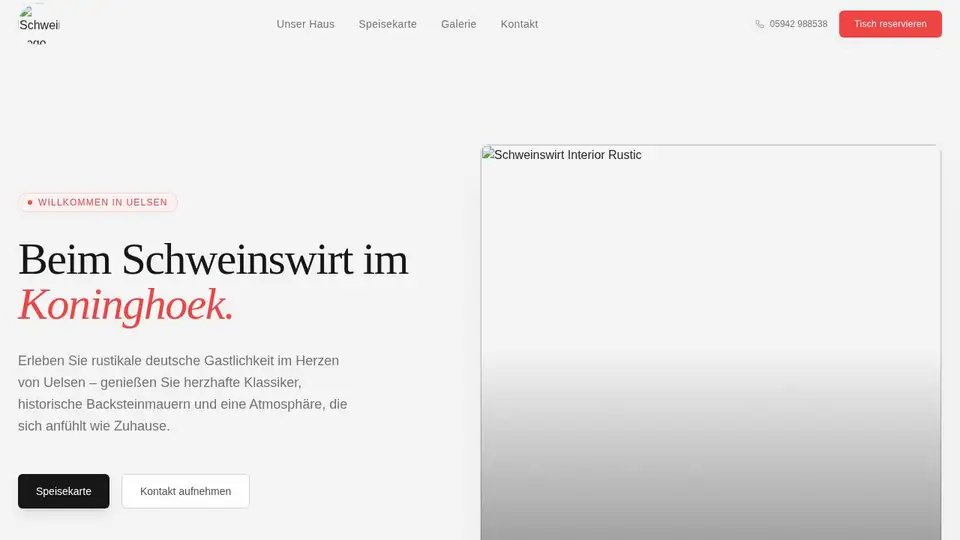 Schwei
ogo
Unser Haus
Speisekarte
Galerie
Kontakt
05942 988538
Tisch reservieren
Schweinswirt Interior Rustic
WILLKOMMEN IN UELSEN
Beim Schweinswirt im
Koninghoek.
Erleben Sie rustikale deutsche Gastlichkeit im Herzen
von Uelsen – genießen Sie herzhafte Klassiker,
historische Backsteinmauern und eine Atmosphäre, die
sich anfühlt wie Zuhause.
Speisekarte
Kontakt aufnehmen